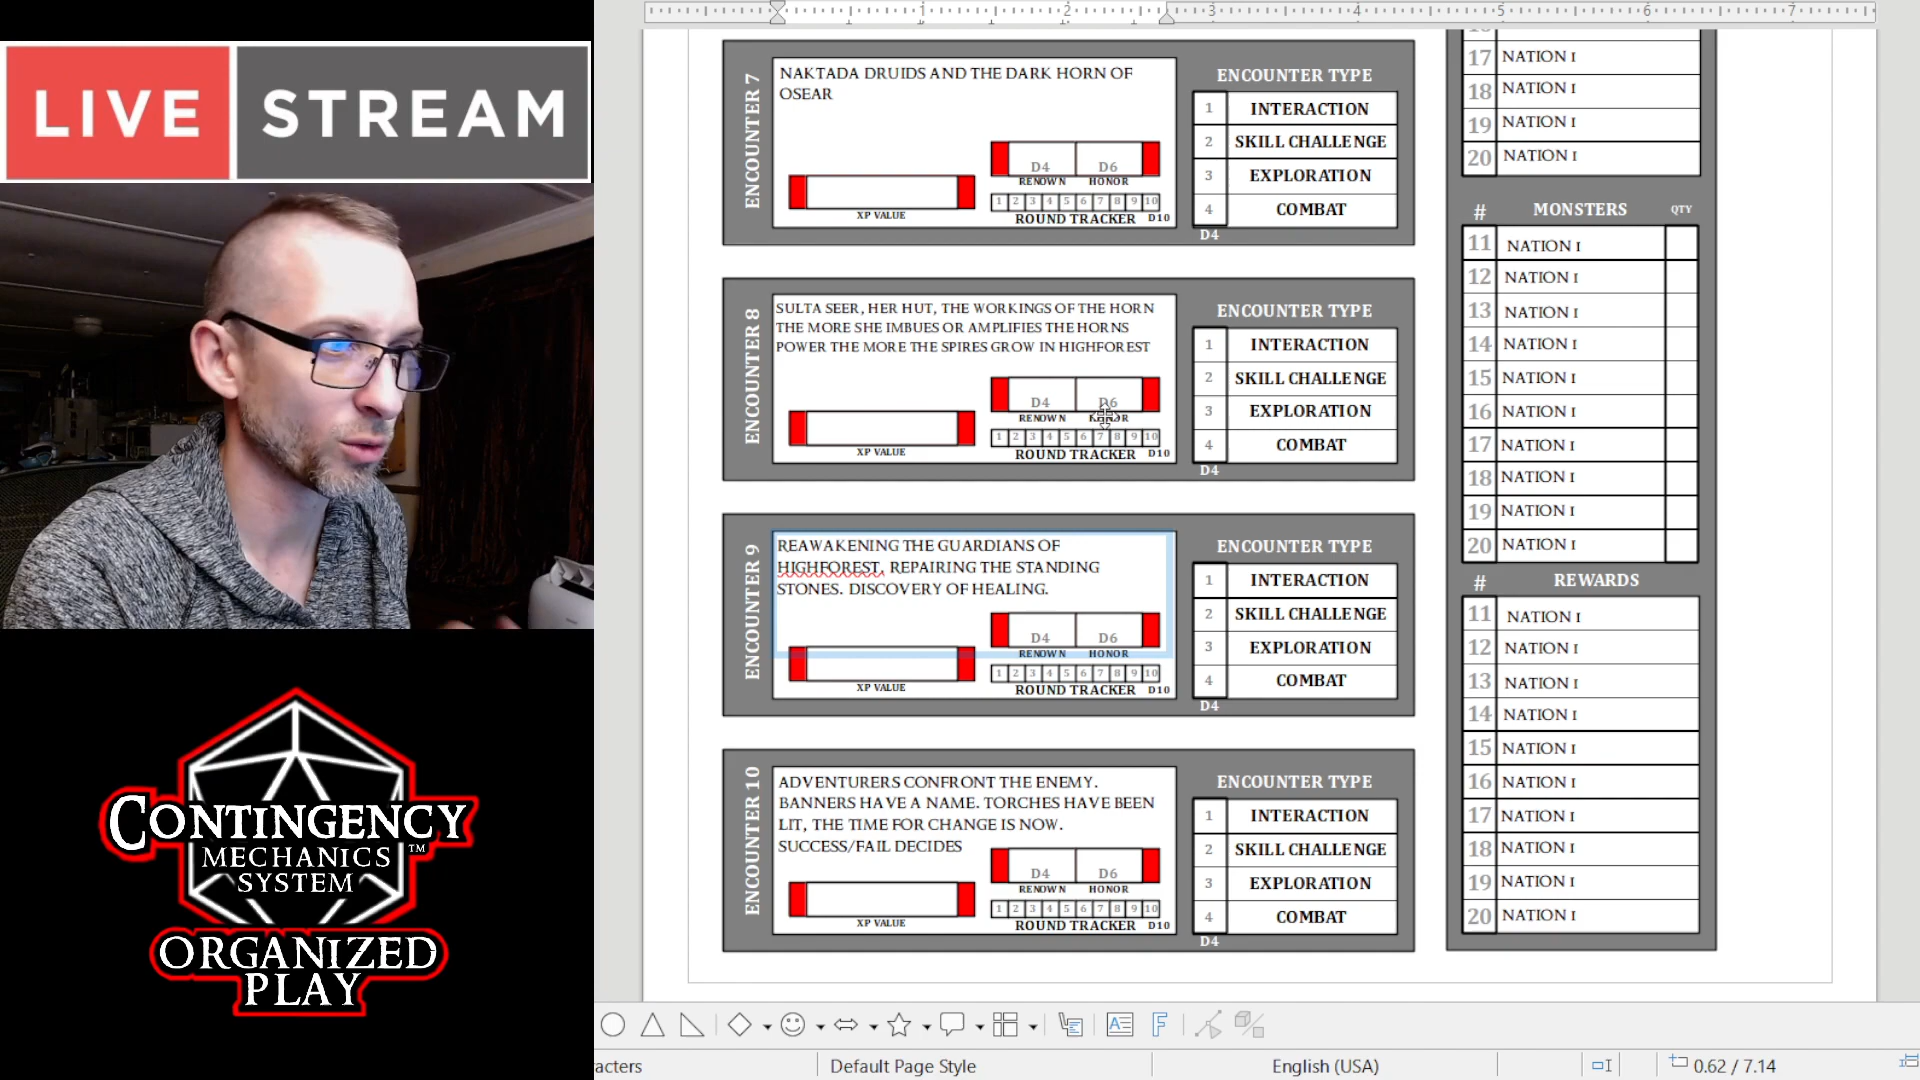 LIVE STREAM
CONTINGENCY
MECHANICS™
SYSTEM
ORGANIZED
PLAY
1 2 3 4 5 6 7
ENCOUNTER 7
NAKTADA DRUIDS AND THE DARK HORN OF
OSEAR
XP VALUE
D4 D6
RENOWN HONOR
1 2 3 4 5 6 7 8 9 10
ROUND TRACKER D10
ENCOUNTER TYPE
1 INTERACTION
2 SKILL CHALLENGE
3 EXPLORATION
4 COMBAT
D4
ENCOUNTER 8
SULTA SEER, HER HUT, THE WORKINGS OF THE HORN
THE MORE SHE IMBUES OR AMPLIFIES THE HORNS
POWER THE MORE THE SPIRES GROW IN HIGHFOREST
XP VALUE
D4 D6
RENOWN HONOR
1 2 3 4 5 6 7 8 9 10
ROUND TRACKER D10
ENCOUNTER TYPE
1 INTERACTION
2 SKILL CHALLENGE
3 EXPLORATION
4 COMBAT
D4
ENCOUNTER 9
REAWAKENING THE GUARDIANS OF
HIGHFOREST, REPAIRING THE STANDING
STONES. DISCOVERY OF HEALING.
XP VALUE
D4 D6
RENOWN HONOR
1 2 3 4 5 6 7 8 9 10
ROUND TRACKER D10
ENCOUNTER TYPE
1 INTERACTION
2 SKILL CHALLENGE
3 EXPLORATION
4 COMBAT
D4
ENCOUNTER 10
ADVENTURERS CONFRONT THE ENEMY.
BANNERS HAVE A NAME. TORCHES HAVE BEEN
LIT, THE TIME FOR CHANGE IS NOW.
SUCCESS/FAIL DECIDES
XP VALUE
D4 D6
RENOWN HONOR
1 2 3 4 5 6 7 8 9 10
ROUND TRACKER D10
ENCOUNTER TYPE
1 INTERACTION
2 SKILL CHALLENGE
3 EXPLORATION
4 COMBAT
D4
17 NATION I
18 NATION I
19 NATION I
20 NATION I
# MONSTERS QTY
11 NATION I
12 NATION I
13 NATION I
14 NATION I
15 NATION I
16 NATION I
17 NATION I
18 NATION I
19 NATION I
20 NATION I
# REWARDS
11 NATION I
12 NATION I
13 NATION I
14 NATION I
15 NATION I
16 NATION I
17 NATION I
18 NATION I
19 NATION I
20 NATION I
acters Default Page Style English (USA) 0.62 / 7.14